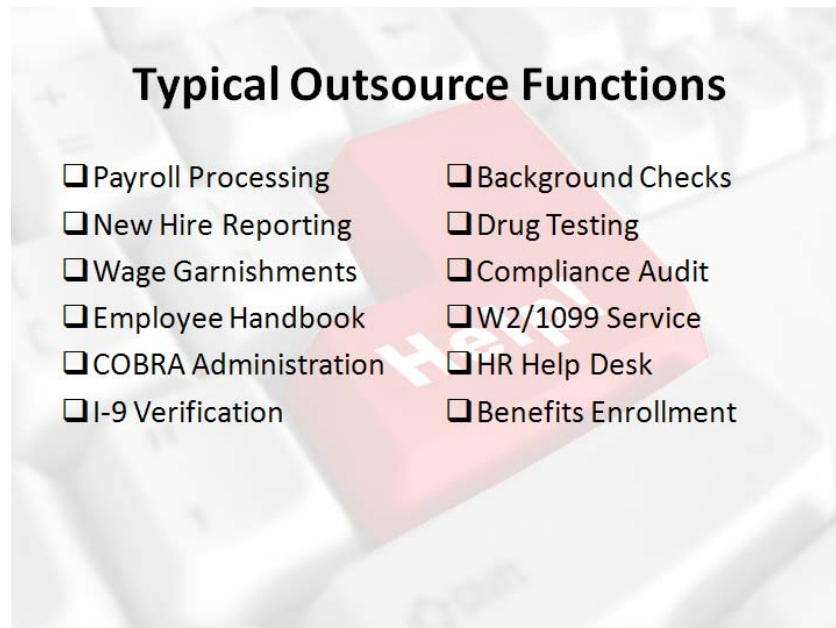 Typical Outsource Functions
❑ Payroll Processing
❑ New Hire Reporting
❑ Wage Garnishments
❑ Employee Handbook
❑ COBRA Administration
❑ I-9 Verification
❑ Background Checks
❑ Drug Testing
❑ Compliance Audit
❑ W2/1099 Service
❑ HR Help Desk
❑ Benefits Enrollment
Help!